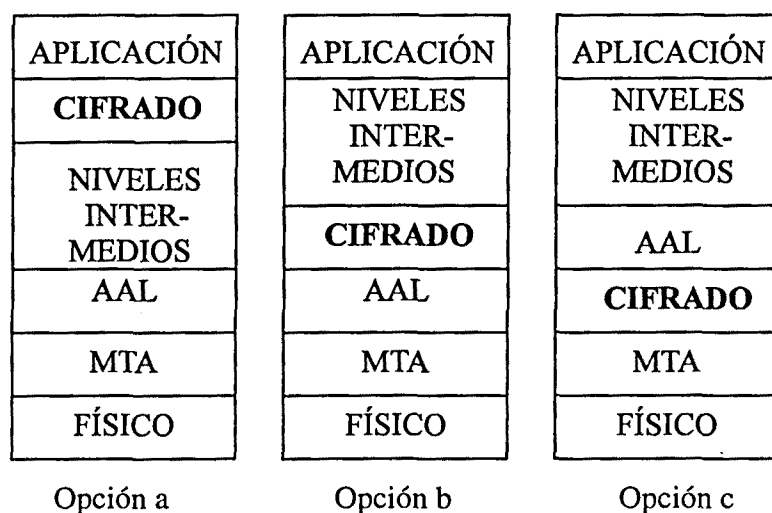 APLICACIÓN
CIFRADO
NIVELES
INTER-
MEDIOS
AAL
MTA
FÍSICO
Opción a
APLICACIÓN
NIVELES
INTER-
MEDIOS
CIFRADO
AAL
MTA
FÍSICO
Opción b
APLICACIÓN
NIVELES
INTER-
MEDIOS
AAL
CIFRADO
MTA
FÍSICO
Opción c